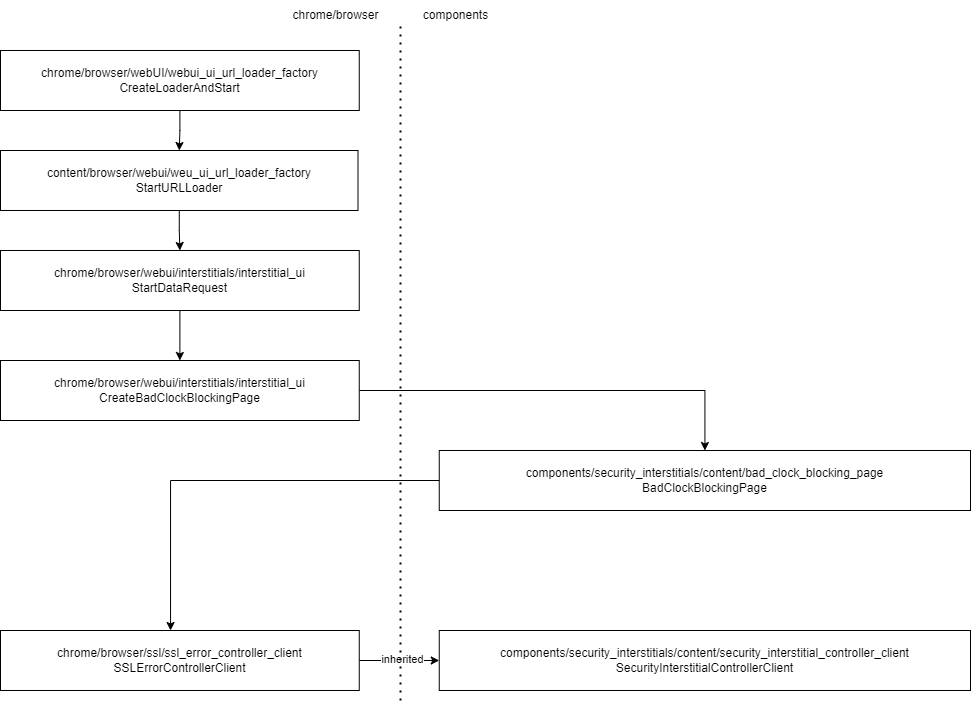 chrome/browser
components
chrome/browser/webUI/webui_ui_url_loader_factory
CreateLoaderAndStart
content/browser/webui/weu_ui_url_loader_factory
StartURLLoader
chrome/browser/webui/interstitials/interstitial_ui
StartDataRequest
chrome/browser/webui/interstitials/interstitial_ui
CreateBadClockBlockingPage
components/security_interstitials/content/bad_clock_blocking_page
BadClockBlockingPage
chrome/browser/ssl/ssl_error_controller_client
SSLErrorControllerClient
inherited
components/security_interstitials/content/security_interstitial_controller_client
SecurityInterstitialControllerClient